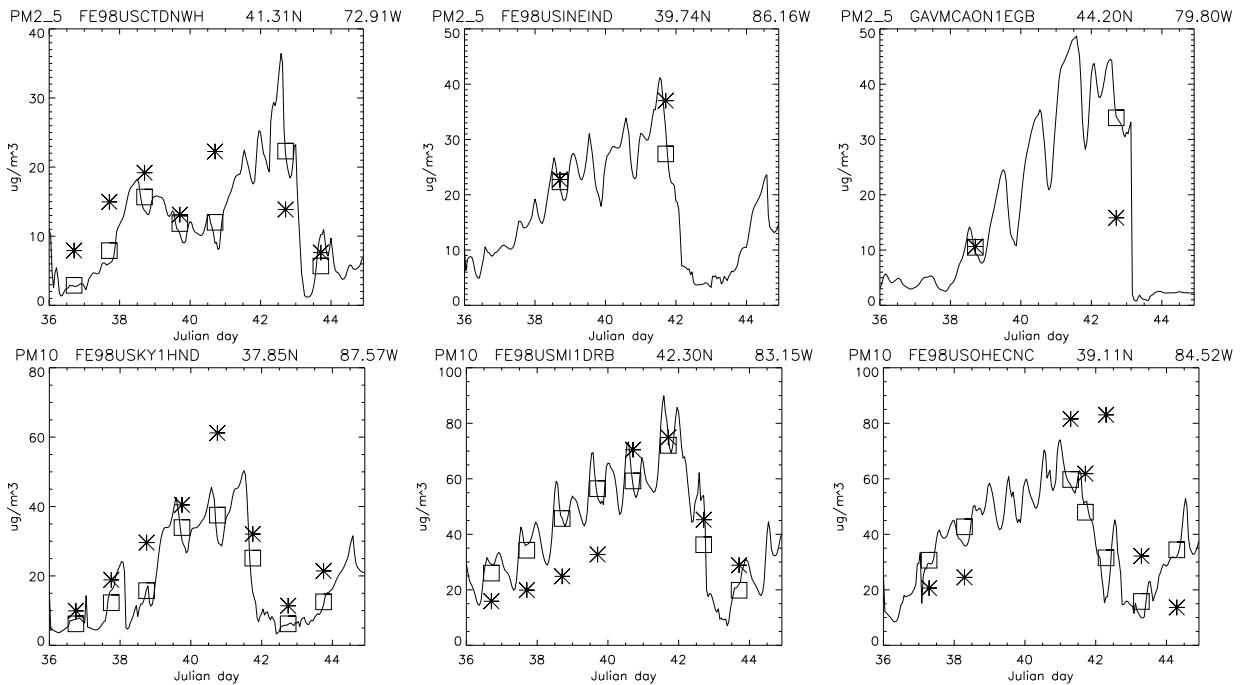 PM2_5 FE98USCTDNWH 41.31N 72.91W
PM2_5 FE98USINEIND 39.74N 86.16W
PM2_5 GAVMCAON1EGB 44.20N 79.80W
40
30
20
10
0
ug/m^3
36 38 40 42 44
Julian day
50
40
30
20
10
0
ug/m^3
36 38 40 42 44
Julian day
50
40
30
20
10
0
ug/m^3
36 38 40 42 44
Julian day
PM10 FE98USKY1HND 37.85N 87.57W
PM10 FE98USMI1DRB 42.30N 83.15W
PM10 FE98USOHECNC 39.11N 84.52W
80
60
40
20
0
ug/m^3
36 38 40 42 44
Julian day
100
80
60
40
20
0
ug/m^3
36 38 40 42 44
Julian day
100
80
60
40
20
0
ug/m^3
36 38 40 42 44
Julian day